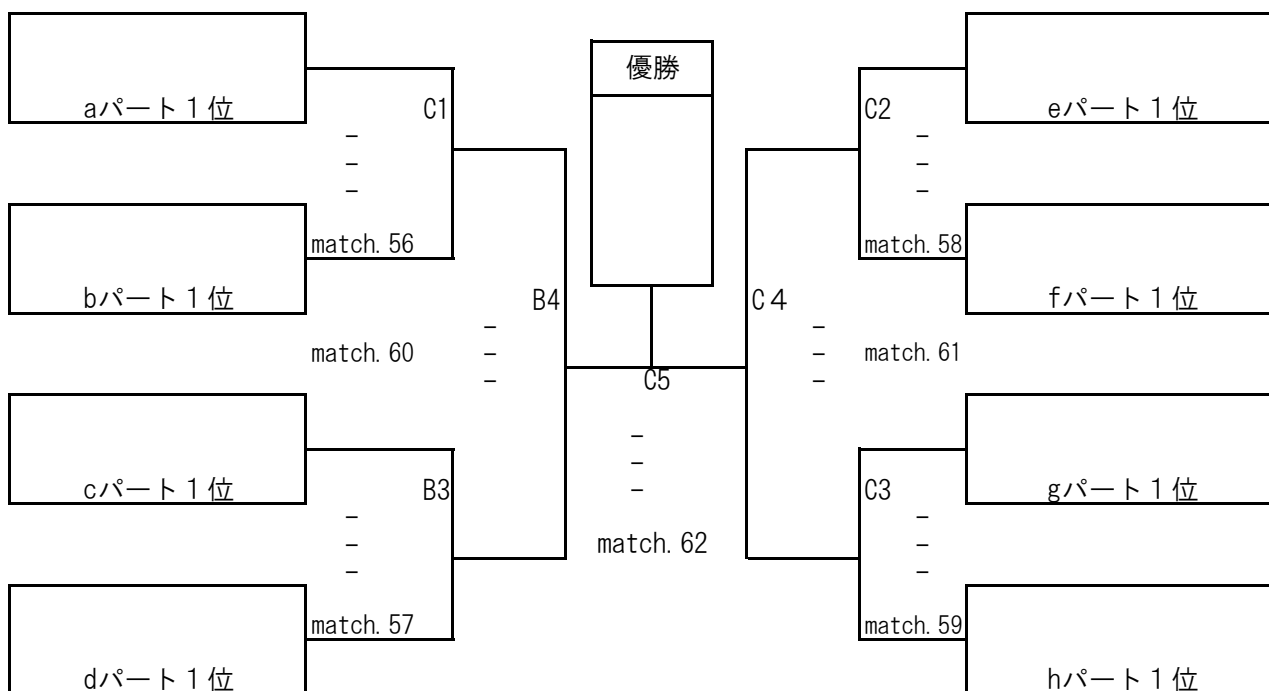 優勝
aパート１位
C1
C2
eパート１位
－
－
－
－
－
－
match. 56
match. 58
bパート１位
B4
C４
fパート１位
－
－
－
－
－
－
match. 60
match. 61
C5
－
－
－
cパート１位
B3
C3
gパート１位
－
－
－
－
－
－
match. 62
match. 57
match. 59
dパート１位
hパート１位